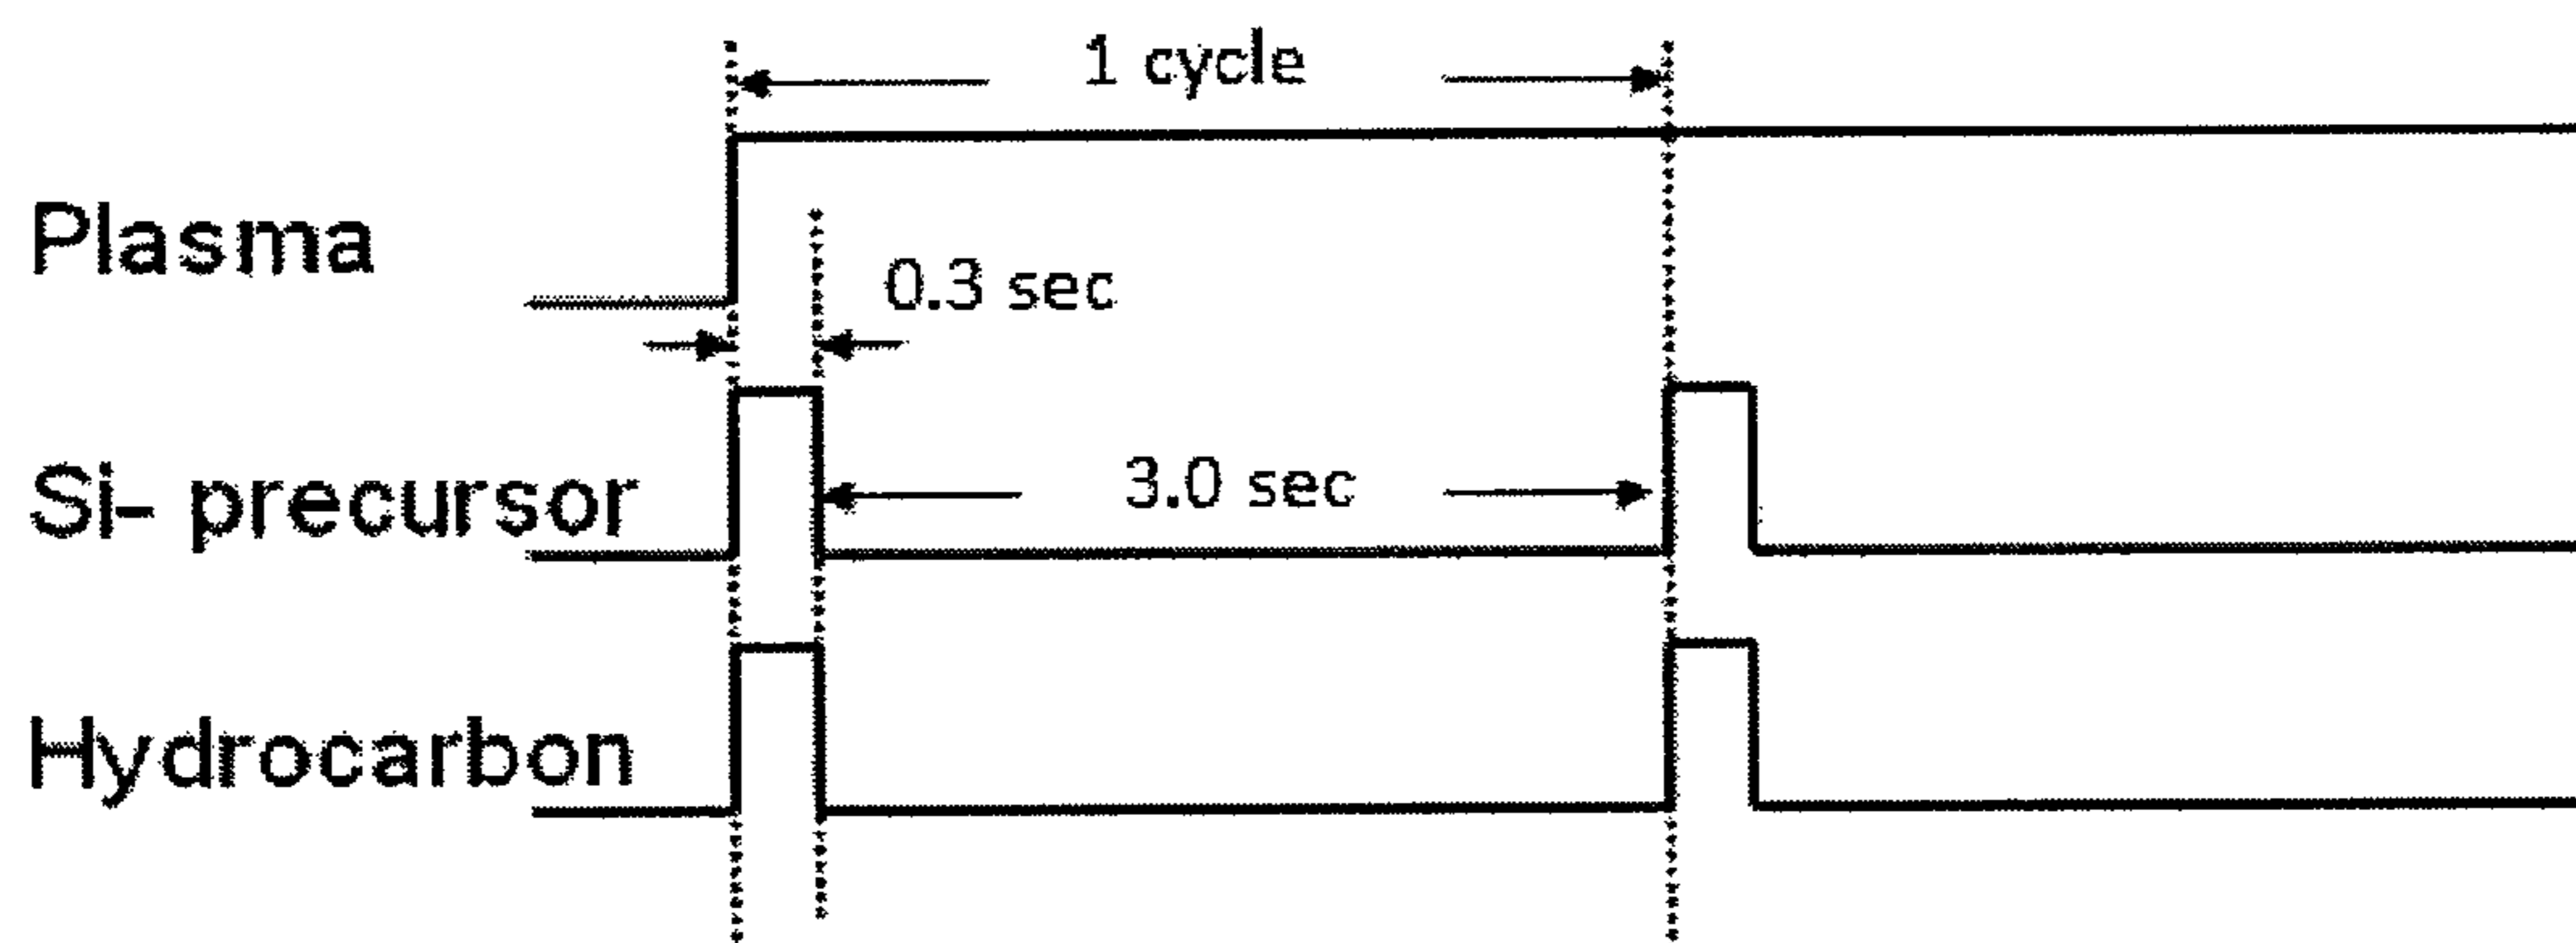 1 cycle
Plasma
0.3 sec
Si- precursor
3.0 sec
Hydrocarbon